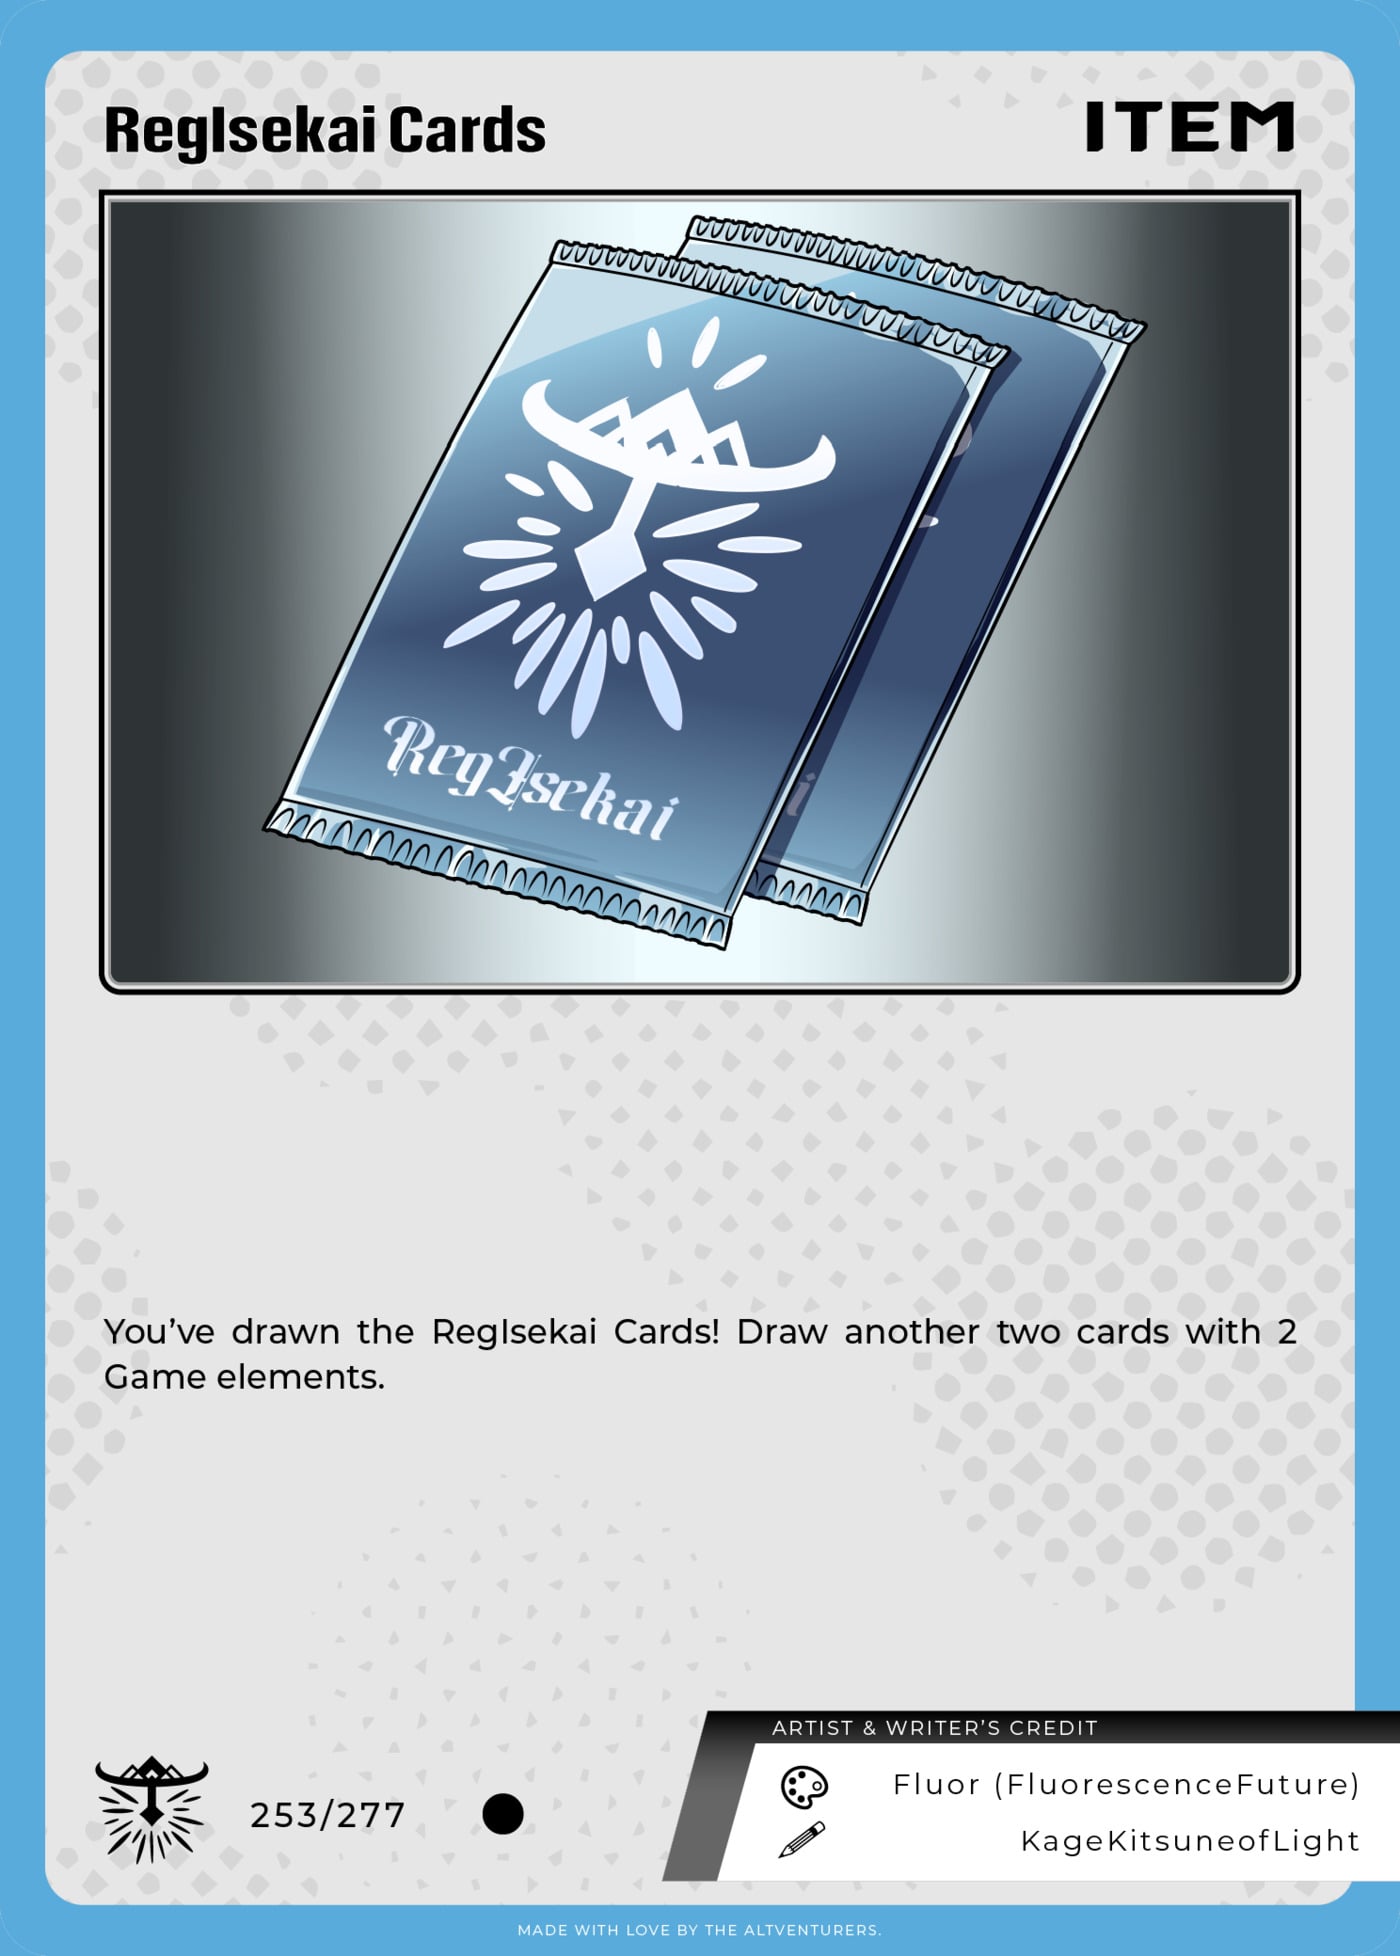 RegIsekai Cards
ITEM
RegIsekai
i
You’ve drawn the RegIsekai Cards! Draw another two cards with 2
Game elements.
ARTIST & WRITER’S CREDIT
Fluor (FluorescenceFuture)
KageKitsuneofLight
253/277
MADE WITH LOVE BY THE ALTVENTURERS.